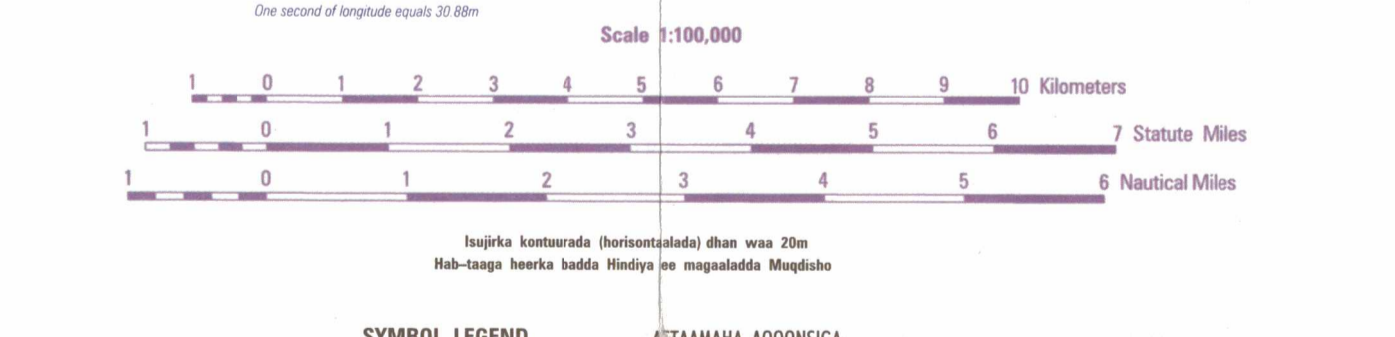 One second of longitude equals 30.88m
Scale 1:100,000
1 0 1 2 3 4 5 6 7 8 9 10 Kilometers
1 0 1 2 3 4 5 6 7 Statute Miles
1 0 1 2 3 4 5 6 Nautical Miles
Isujirka kontuurada (horisontaalada) dhan waa 20m
Hab–taaga heerka badda Hindiya ee magaaladda Muqdisho
SYMBOL LEGEND ASTAAMAHA AQOONSIGA